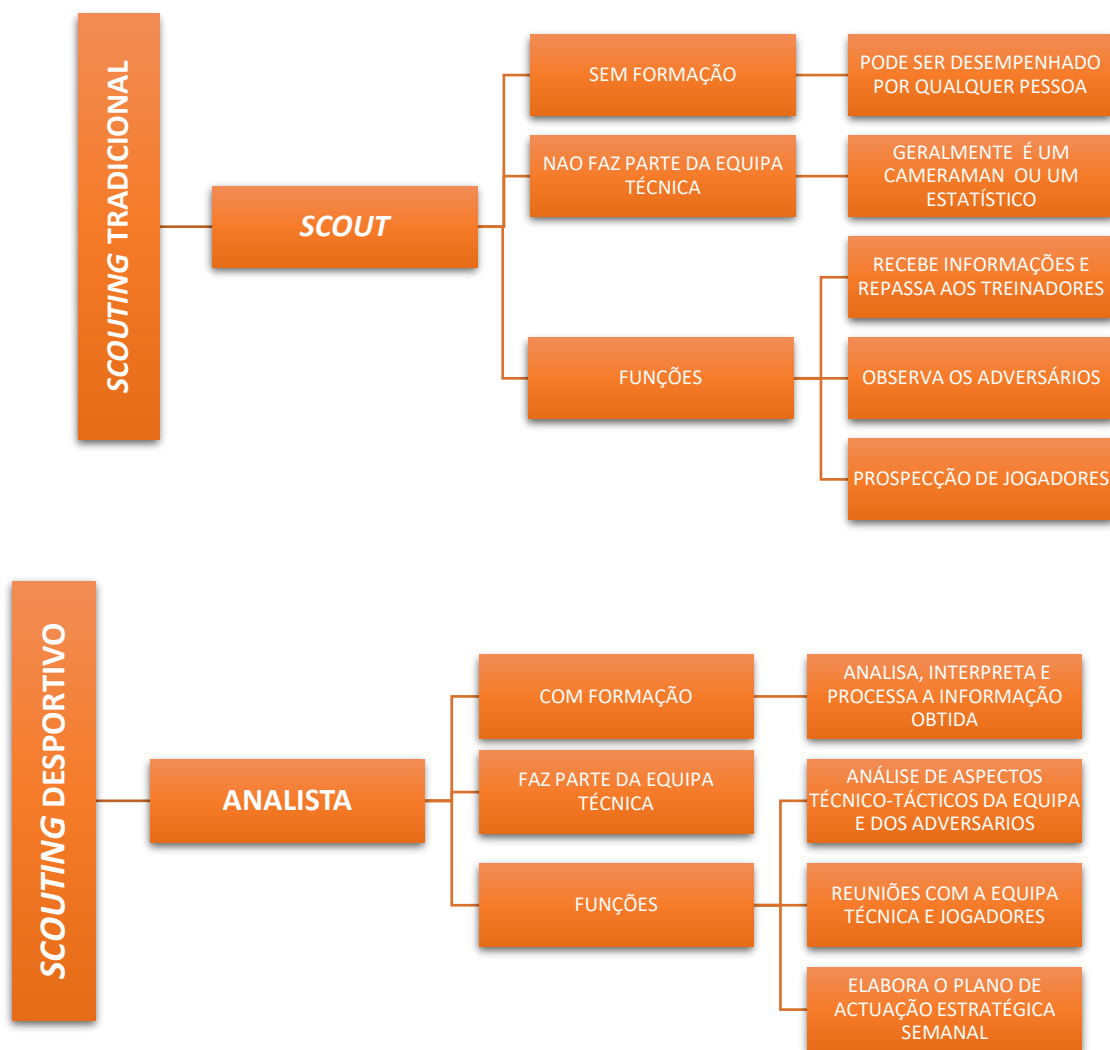 SCOUTING TRADICIONAL
SCOUT
SEM FORMAÇÃO
PODE SER DESEMPENHADO
POR QUALQUER PESSOA
NAO FAZ PARTE DA EQUIPA
TÉCNICA
GERALMENTE É UM
CAMERAMAN OU UM
ESTATÍSTICO
FUNÇÕES
RECEBE INFORMAÇÕES E
REPASSA AOS TREINADORES
OBSERVA OS ADVERSÁRIOS
PROSPECÇÃO DE JOGADORES
SCOUTING DESPORTIVO
ANALISTA
COM FORMAÇÃO
ANALISA, INTERPRETA E
PROCESSA A INFORMAÇÃO
OBTIDA
FAZ PARTE DA EQUIPA
TÉCNICA
FUNÇÕES
ANÁLISE DE ASPECTOS
TÉCNICO-TÁCTICOS DA EQUIPA
E DOS ADVERSARIOS
REUNIÕES COM A EQUIPA
TÉCNICA E JOGADORES
ELABORA O PLANO DE
ACTUAÇÃO ESTRATÉGICA
SEMANAL